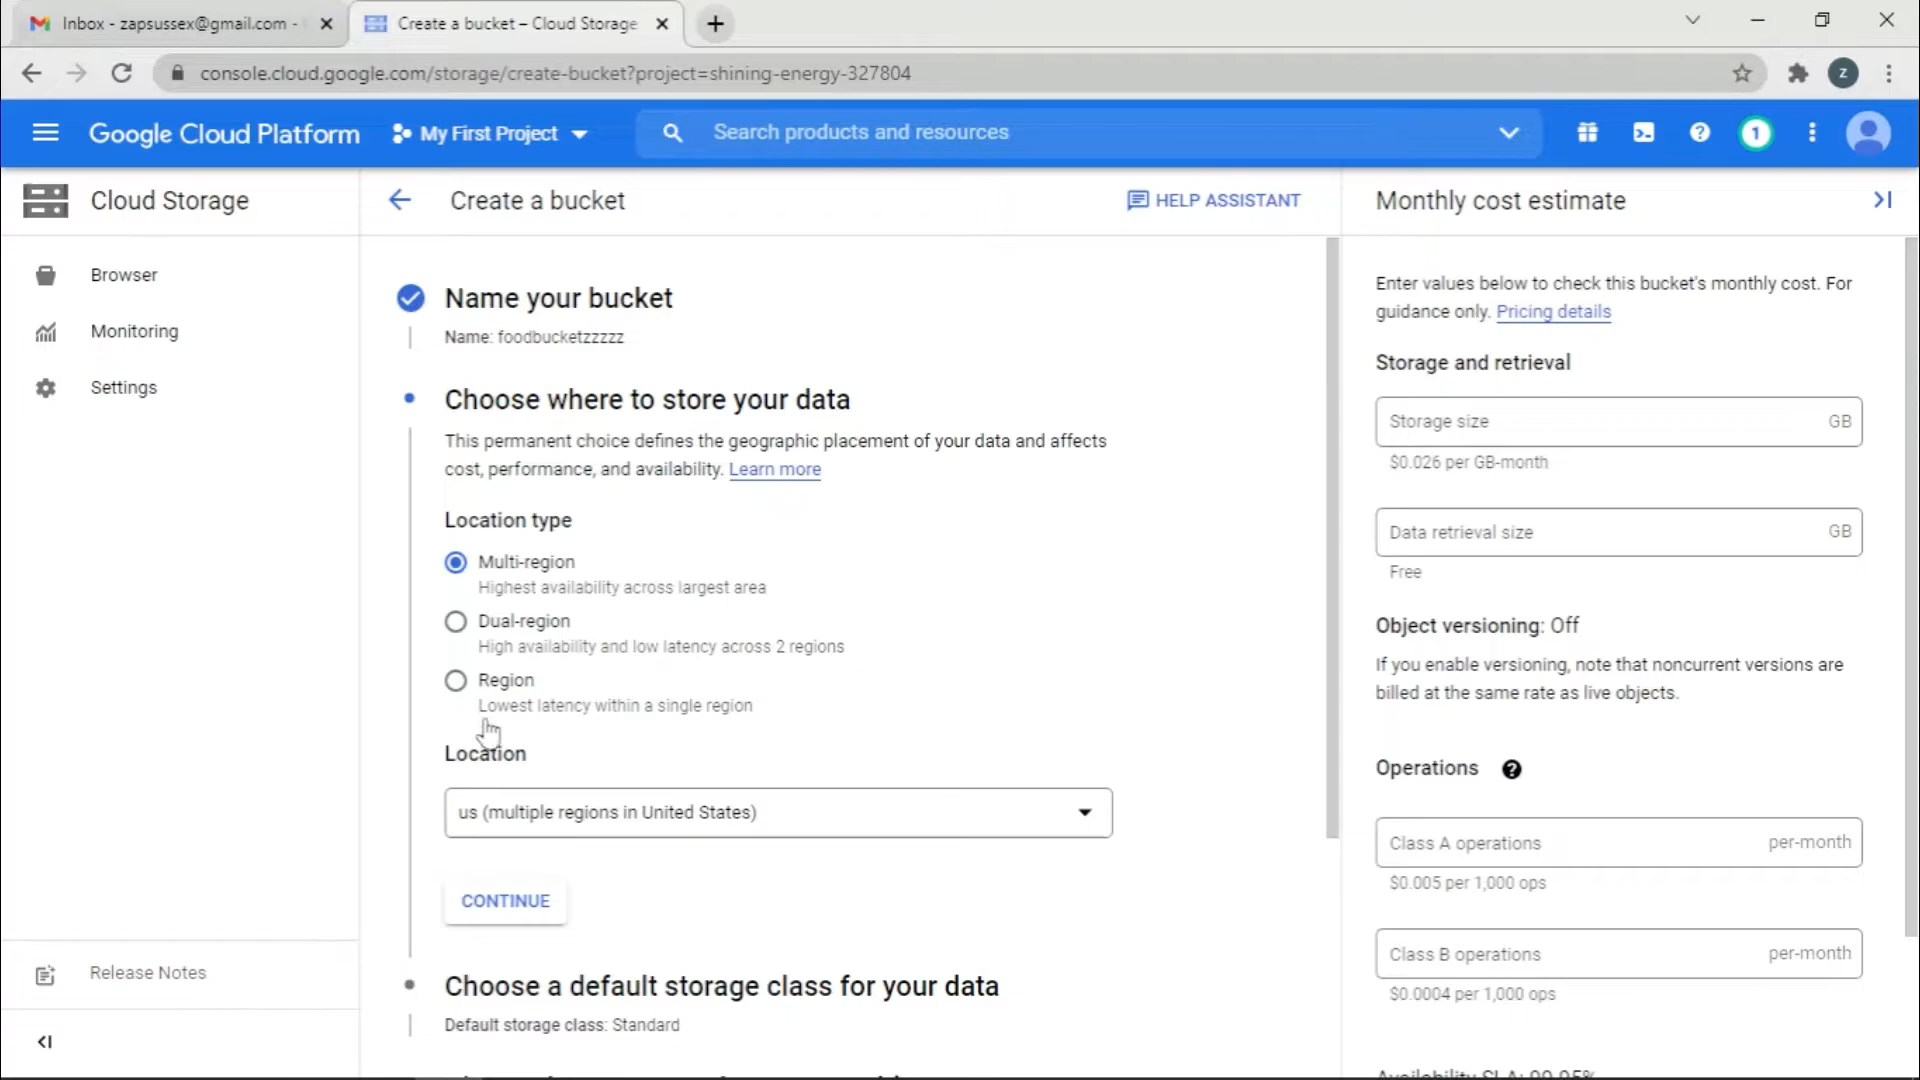 Inbox - zapsussex@gmail.com -
Create a bucket – Cloud Storage
console.cloud.google.com/storage/create-bucket?project=shining-energy-327804
z
Google Cloud Platform
My First Project
Search products and resources
1
Cloud Storage
Create a bucket
HELP ASSISTANT
Monthly cost estimate
Browser
Monitoring
Settings
Release Notes
Name your bucket
Name: foodbucketzzzzz
Choose where to store your data
This permanent choice defines the geographic placement of your data and affects
cost, performance, and availability. Learn more
Location type
Multi-region
Highest availability across largest area
Dual-region
High availability and low latency across 2 regions
Region
Lowest latency within a single region
Location
us (multiple regions in United States)
CONTINUE
Choose a default storage class for your data
Default storage class: Standard
Enter values below to check this bucket's monthly cost. For
guidance only. Pricing details
Storage and retrieval
Storage size GB
$0.026 per GB-month
Data retrieval size GB
Free
Object versioning: Off
If you enable versioning, note that noncurrent versions are
billed at the same rate as live objects.
Operations
Class A operations per-month
$0.005 per 1,000 ops
Class B operations per-month
$0.0004 per 1,000 ops
Availability SLA: 99.95%